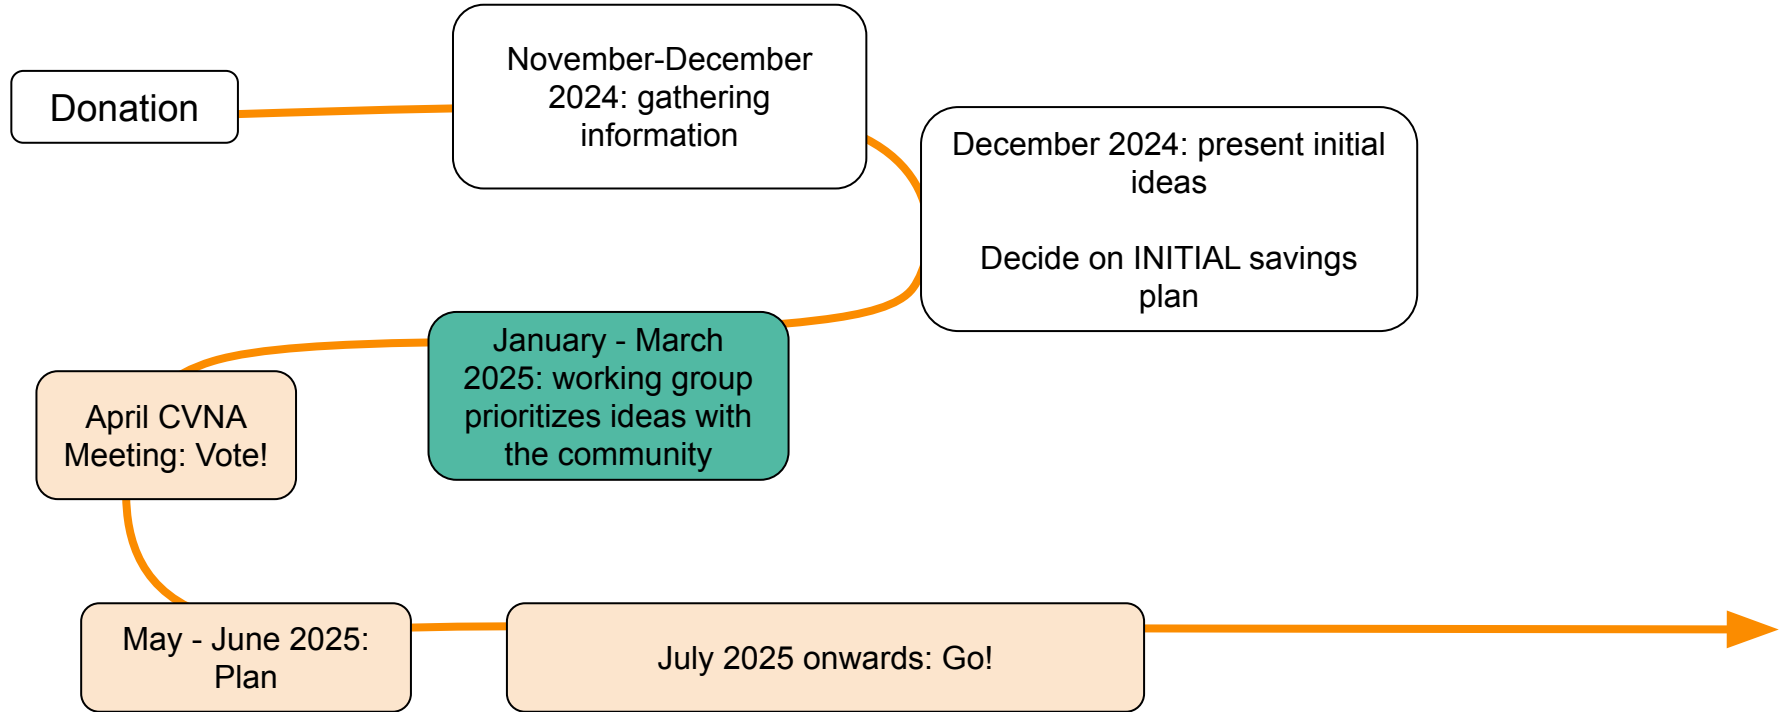 Donation
November-December
2024: gathering
information
December 2024: present initial
ideas
Decide on INITIAL savings
plan
January - March
2025: working group
prioritizes ideas with
the community
April CVNA
Meeting: Vote!
May - June 2025:
Plan
July 2025 onwards: Go!